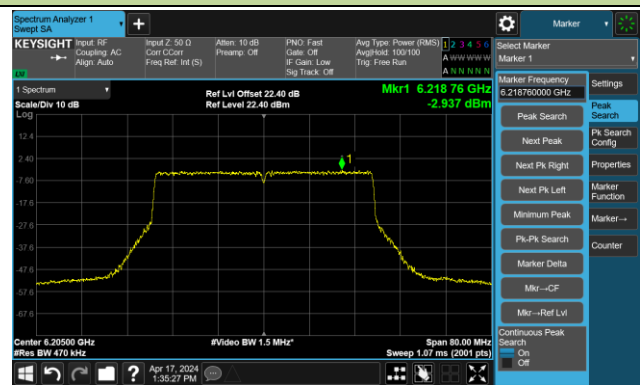 Spectrum Analyzer 1
Swept SA
Marker
KEYSIGHT
Input: RF
Coupling: AC
Align: Auto
Input Z: 50 Ω
Corr CCorr
Freq Ref: Int (S)
Atten: 10 dB
Preamp: Off
PNO: Fast
Gate: Off
IF Gain: Low
Sig Track: Off
Avg Type: Power (RMS)
Avg|Hold: 100/100
Trig: Free Run
1 2 3 4 5 6
A W W W W W
A N N N N N
LXI
Select Marker
Marker 1
1 Spectrum
Scale/Div 10 dB
Log
Ref Lvl Offset 22.40 dB
Ref Level 22.40 dBm
Mkr1 6.218 76 GHz
-2.937 dBm
12.4
2.40
-7.60
-17.6
-27.6
-37.6
-47.6
-57.6
-67.6
1
Center 6.20500 GHz
#Res BW 470 kHz
#Video BW 1.5 MHz*
Span 80.00 MHz
Sweep 1.07 ms (2001 pts)
Marker Frequency
6.218760000 GHz
Peak Search
Next Peak
Next Pk Right
Next Pk Left
Minimum Peak
Pk-Pk Search
Marker Delta
Mkr→CF
Mkr→Ref Lvl
Continuous Peak
Search
On
Off
Settings
Peak
Search
Pk Search
Config
Properties
Marker
Function
Marker→
Counter
?
Apr 17, 2024
1:35:27 PM